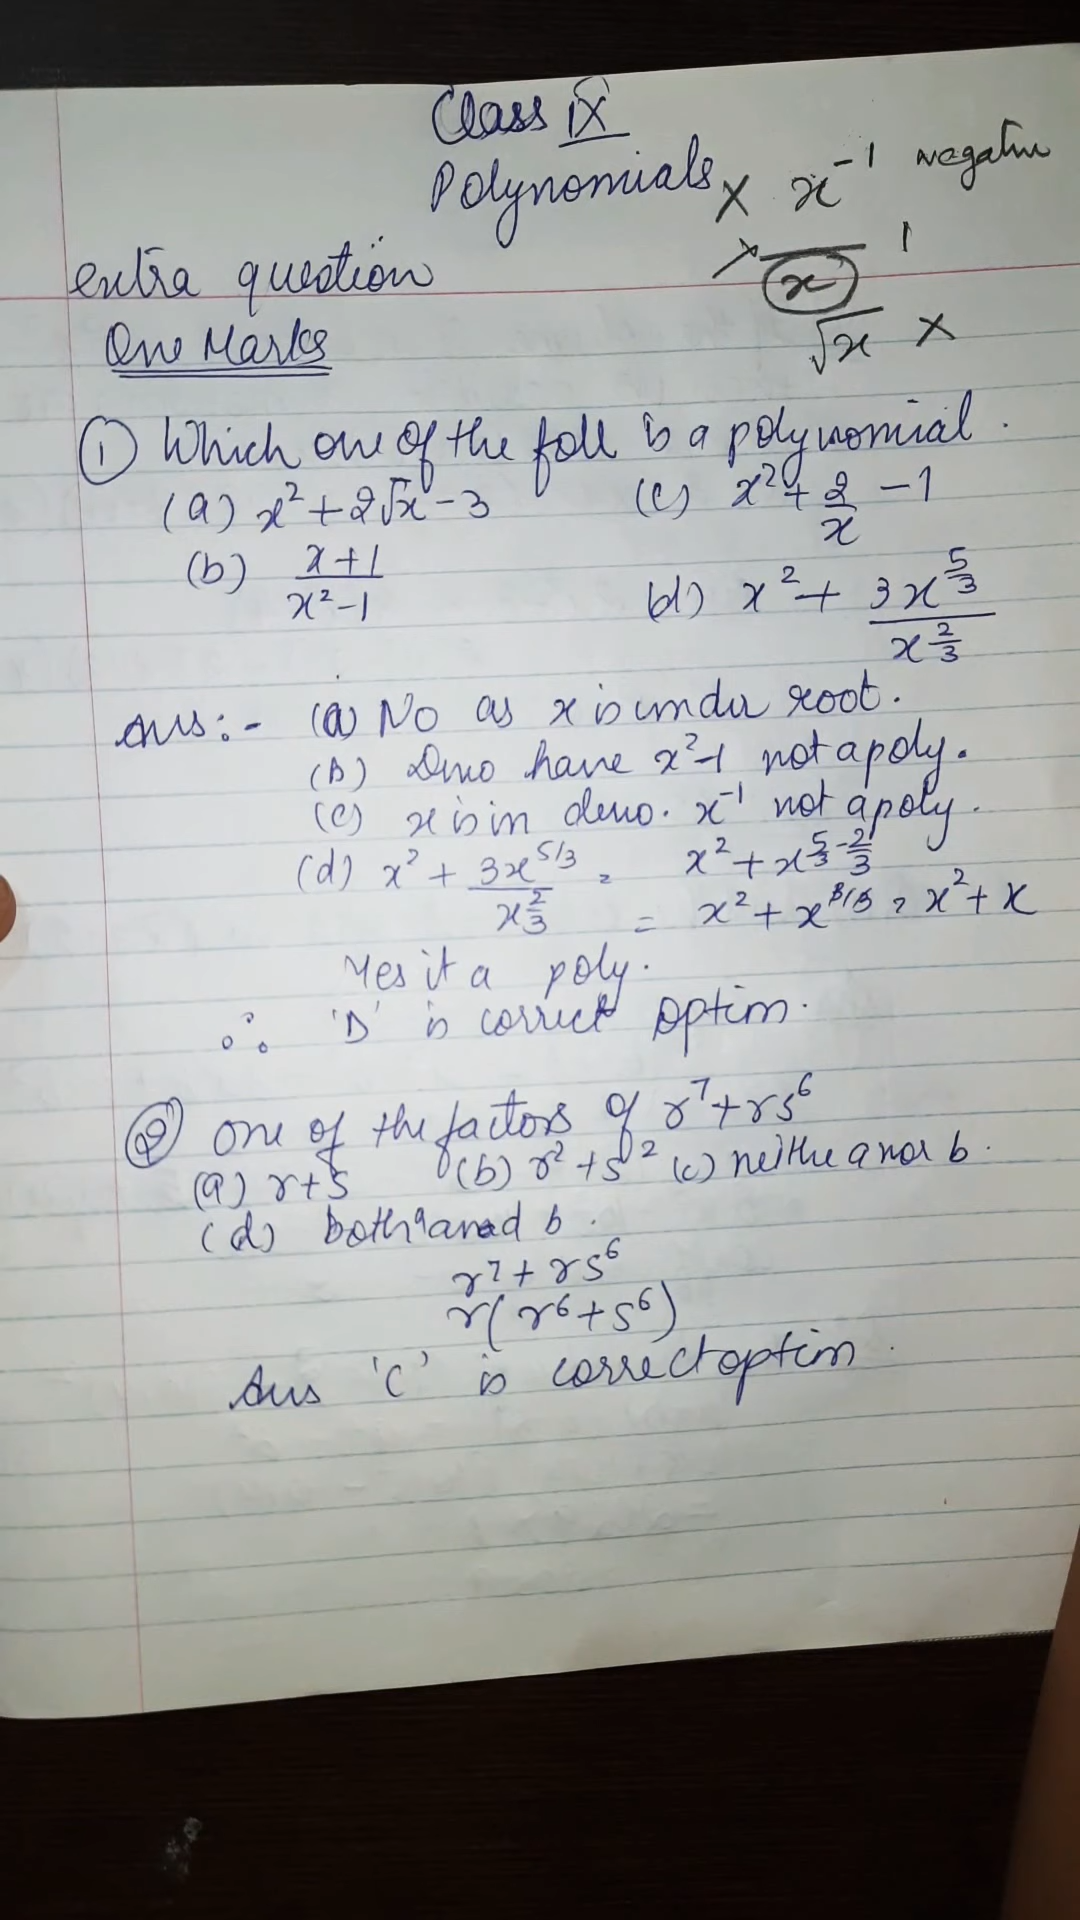 Class IX
Polynomials
× x⁻¹ negative
extra question
1
x
One Marks
√x ×
① Which one of the foll is a polynomial.
(a) x² + 2√x - 3 (c) x² + 2/x - 1
(b) (x+1)/(x²-1) (d) x² + 3x^(5/3)/x^(2/3)
Ans:- (a) No as x is under root.
(B) Deno have x²-1 not a poly.
(c) x is in deno. x⁻¹ not a poly.
(d) x² + 3x^(5/3)/x^(2/3) = x² + x^(5/3 - 2/3)
= x² + x^(3/3) = x² + x
Yes it a poly.
∴ 'D' is correct option.
② One of the factors of r⁷+rs⁶
(a) r+s (b) r²+s² (c) neithe a nor b.
(d) both a and b.
r⁷ + rs⁶
r(r⁶+s⁶)
Ans 'C' is correct option.